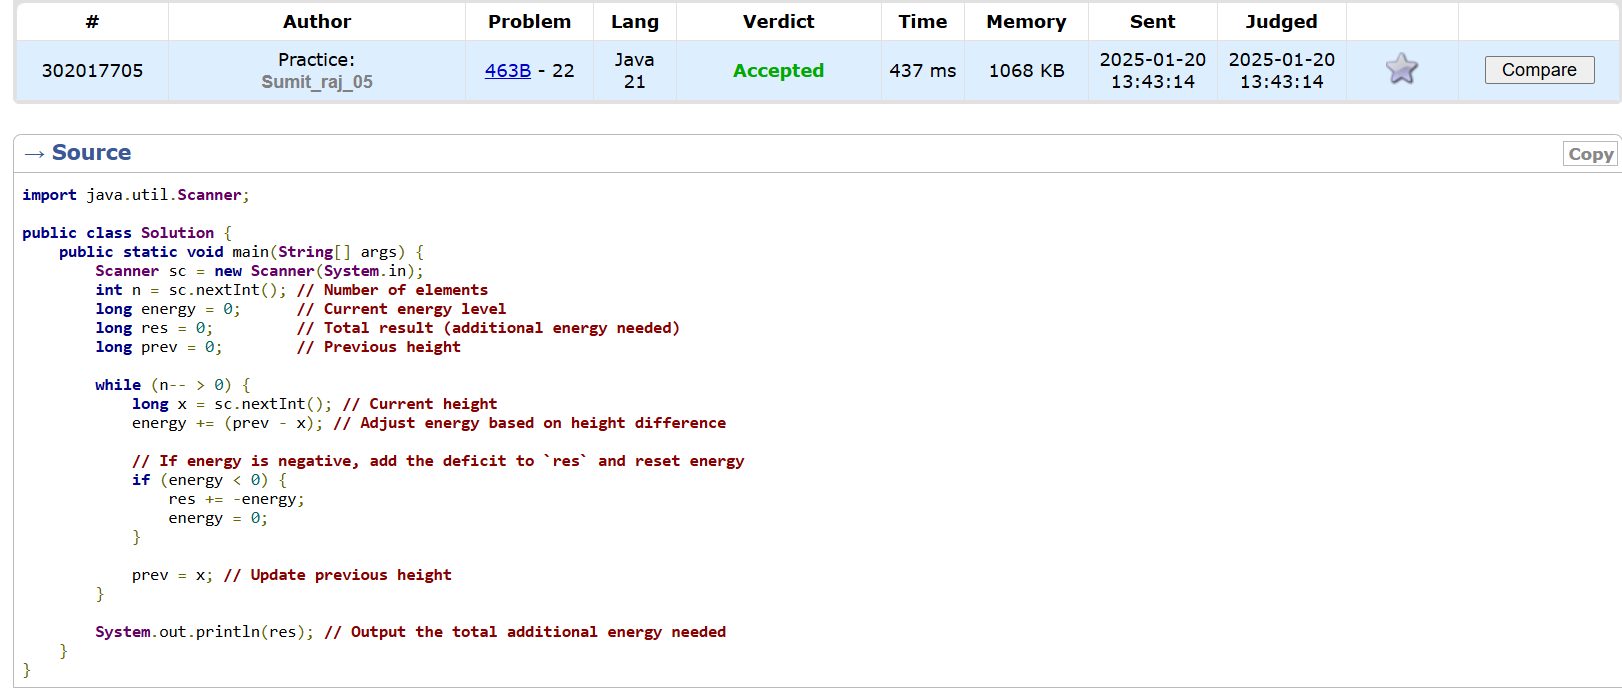 # Author Problem Lang Verdict Time Memory Sent Judged
302017705 Practice: Sumit_raj_05 463B - 22 Java 21 Accepted 437 ms 1068 KB 2025-01-20 13:43:14 2025-01-20 13:43:14 Compare
→ Source Copy
import java.util.Scanner;

public class Solution {
    public static void main(String[] args) {
        Scanner sc = new Scanner(System.in);
        int n = sc.nextInt(); // Number of elements
        long energy = 0;      // Current energy level
        long res = 0;         // Total result (additional energy needed)
        long prev = 0;        // Previous height

        while (n-- > 0) {
            long x = sc.nextInt(); // Current height
            energy += (prev - x); // Adjust energy based on height difference

            // If energy is negative, add the deficit to `res` and reset energy
            if (energy < 0) {
                res += -energy;
                energy = 0;
            }

            prev = x; // Update previous height
        }

        System.out.println(res); // Output the total additional energy needed
    }
}